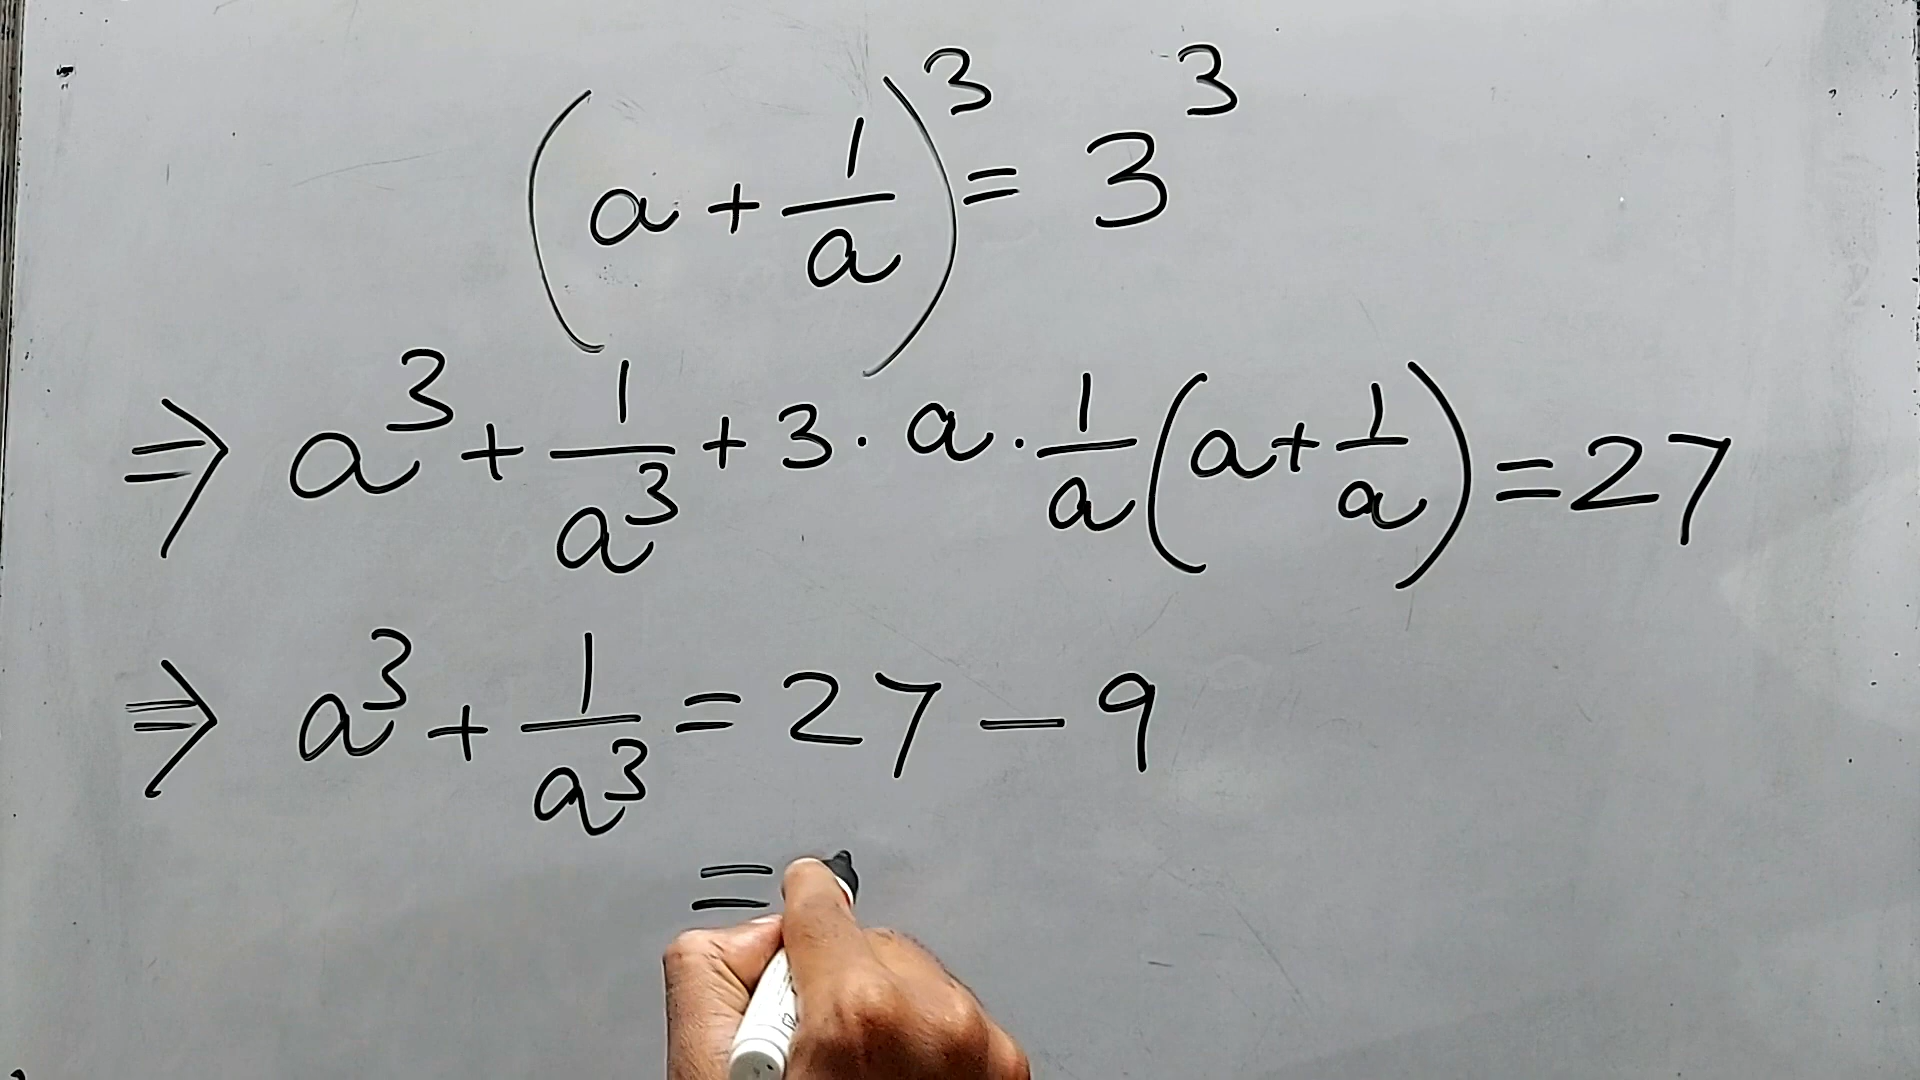 (a + 1/a)³ = 3³
⇒ a³ + 1/a³ + 3 · a · 1/a (a + 1/a) = 27
⇒ a³ + 1/a³ = 27 — 9
=